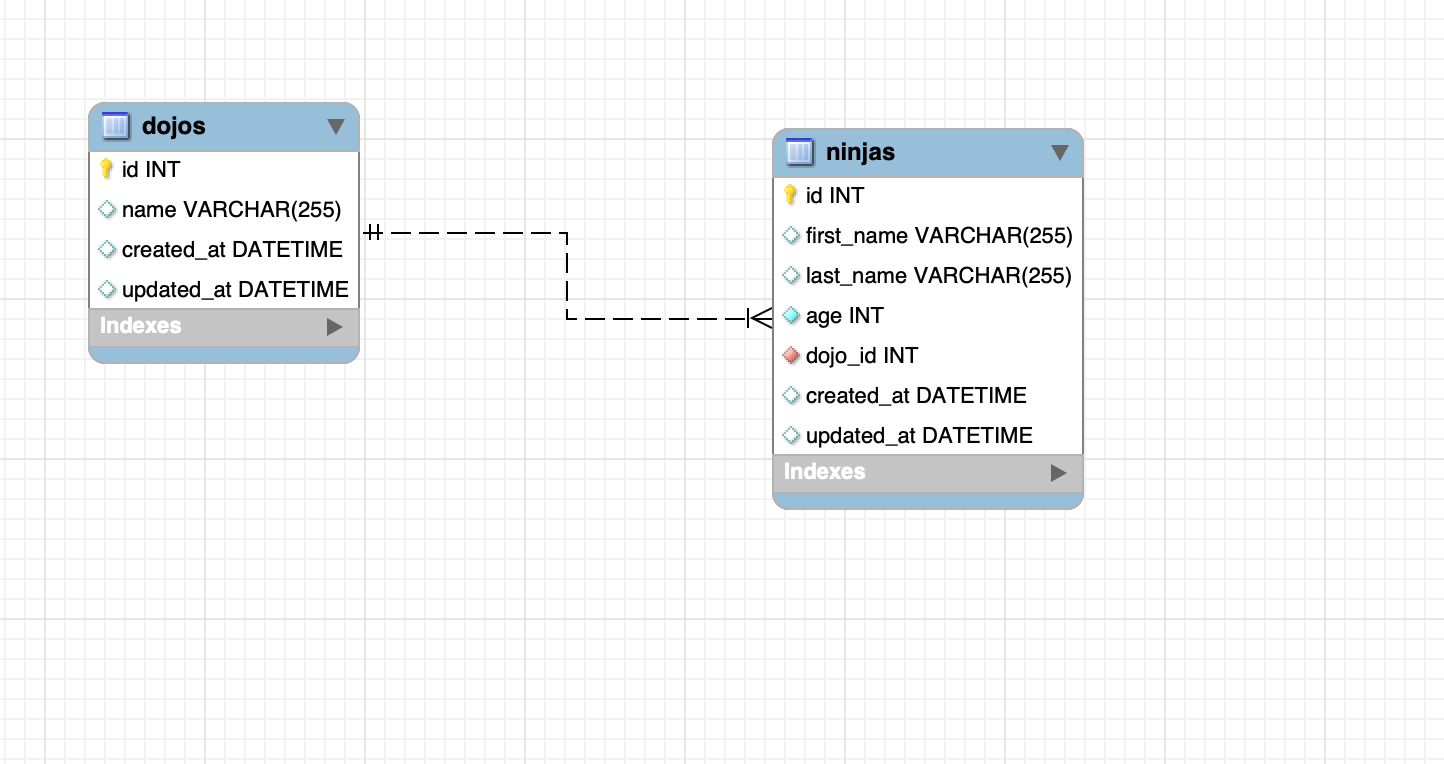 dojos
id INT
name VARCHAR(255)
created_at DATETIME
updated_at DATETIME
Indexes
ninjas
id INT
first_name VARCHAR(255)
last_name VARCHAR(255)
age INT
dojo_id INT
created_at DATETIME
updated_at DATETIME
Indexes